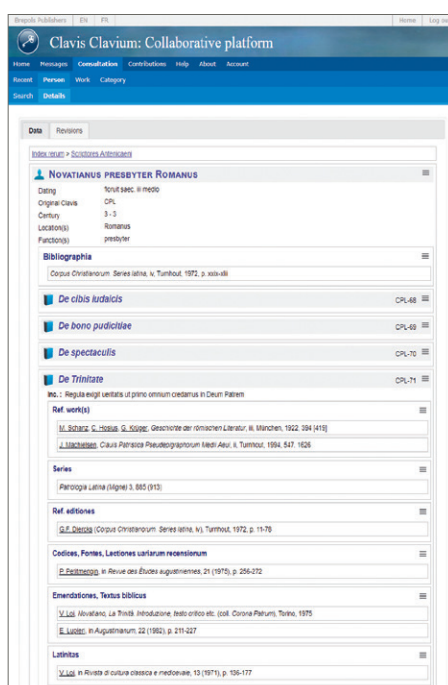 Brepols Publishers EN FR Home Log out
Clavis Clavium: Collaborative platform
Home Messages Consultation Contributions Help About Account
Recent Person Work Category
Search Details
Data Revisions
Index rerum > Scriptores Antenicaeni
NOVATIANUS PRESBYTER ROMANUS
Dating floruit saec. iii medio
Original Clavis CPL
Century 3 - 3
Location(s) Romanus
Function(s) presbyter
Bibliographia
Corpus Christianorum. Series latina, iv, Turnhout, 1972, p.
De cibis iudaicis CPL-68
De bono pudicitiae CPL-69
De spectaculis CPL-70
De Trinitate CPL-71
Inc. : Regula exigit ueritatis ut primo omnium credamus in Deum Patrem
Ref. work(s)
M. Schanz, C. Hosius, G. Krüger, Geschichte der römischen Literatur, iii, München, 1922, 394 [419]
J. Machielsen, Clavis Patristica Pseudepigraphorum Medii Aeui, ii, Turnhout, 1994, 547. 1626
Series
Patrologia Latina (Migne) 3, 885 (913)
Ref. editiones
G.F. Diercks (Corpus Christianorum. Series latina, iv), Turnhout, 1972, p. 11-78
Codices, Fontes, Lectiones uariarum recensionum
P. Petitmengin, in Revue des Études augustiniennes, 21 (1975), p. 256-272
Emendationes, Textus biblicus
V. Loi, Novatiano, La Trinità. Introduzione, testo critico etc. (coll. Corona Patrum), Torino, 1975
E. Lupieri, in Augustinianum, 22 (1982), p. 211-227
Latinitas
V. Loi, in Rivista di cultura classica e medioevale, 13 (1971), p. 136-177